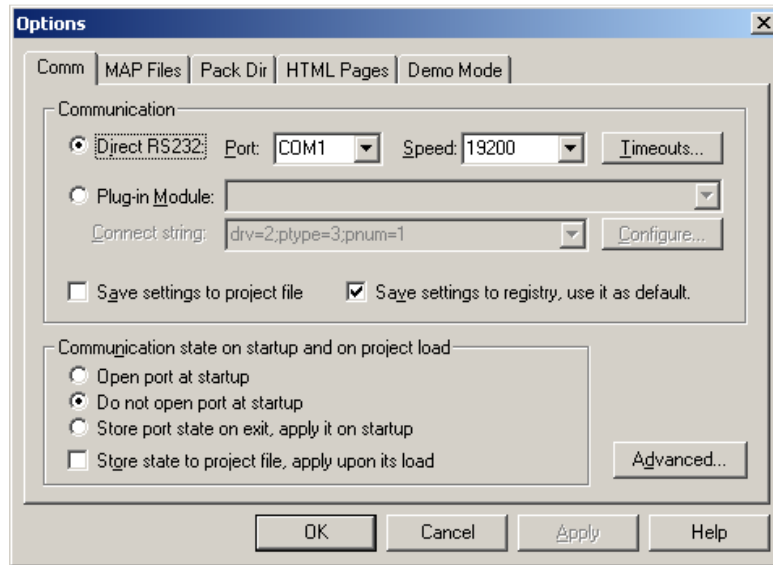 Options
Comm MAP Files Pack Dir HTML Pages Demo Mode
Communication
Direct RS232: Port: COM1 Speed: 19200 Timeouts...
Plug-in Module:
Connect string: drv=2;ptype=3;pnum=1 Configure...
Save settings to project file Save settings to registry, use it as default.
Communication state on startup and on project load
Open port at startup
Do not open port at startup
Store port state on exit, apply it on startup
Store state to project file, apply upon its load
Advanced...
OK Cancel Apply Help